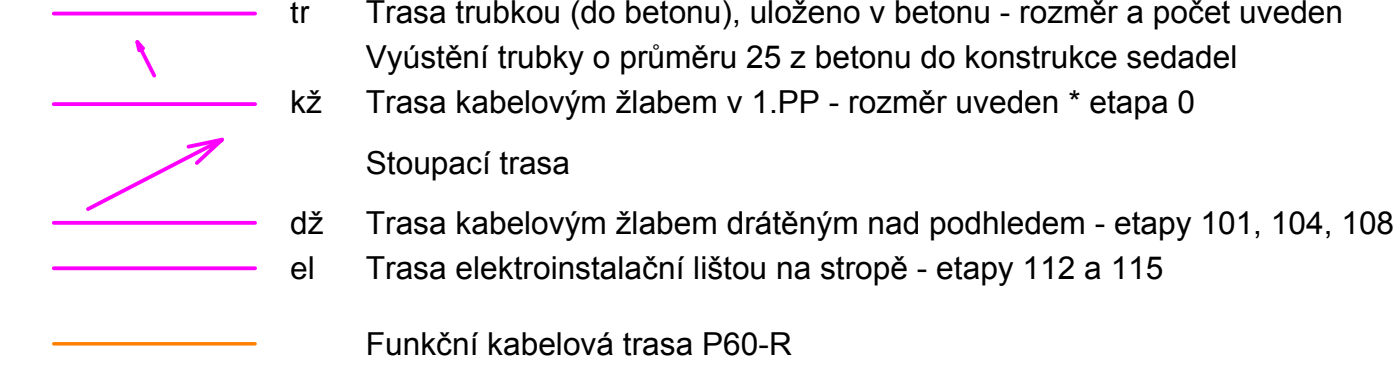 tr Trasa trubkou (do betonu), uloženo v betonu - rozměr a počet uveden
Vyústění trubky o průměru 25 z betonu do konstrukce sedadel
kž Trasa kabelovým žlabem v 1.PP - rozměr uveden * etapa 0
Stoupací trasa
dž Trasa kabelovým žlabem drátěným nad podhledem - etapy 101, 104, 108
el Trasa elektroinstalační lištou na stropě - etapy 112 a 115
Funkční kabelová trasa P60-R